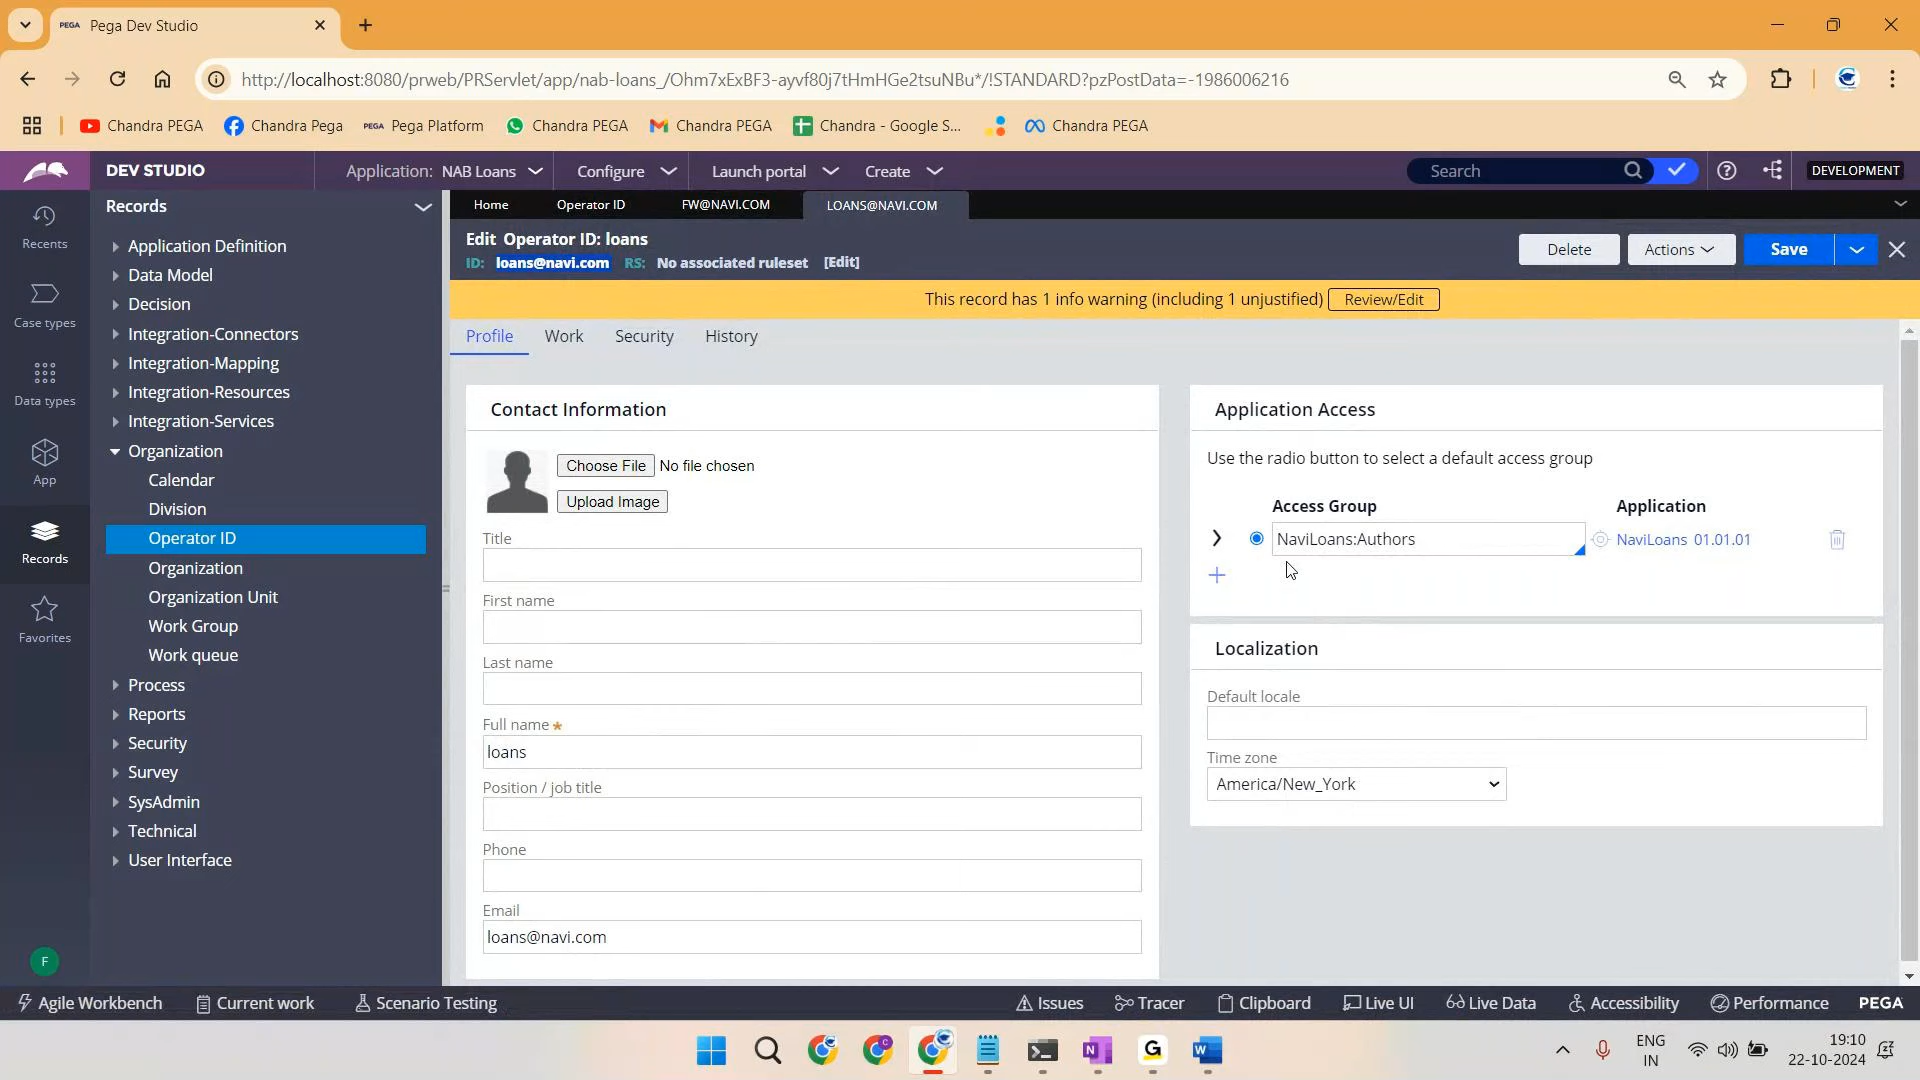 PEGA Pega Dev Studio
http://localhost:8080/prweb/PRServlet/app/nab-loans_/Ohm7xExBF3-ayvf80j7tHmHGe2tsuNBu*/!STANDARD?pzPostData=-1986006216
Chandra PEGA
Chandra Pega
PEGA Pega Platform
Chandra PEGA
Chandra PEGA
Chandra - Google S...
Chandra PEGA
DEV STUDIO
Application: NAB Loans
Configure
Launch portal
Create
Search
DEVELOPMENT
Recents
Case types
Data types
App
Records
Favorites
F
Records
Application Definition
Data Model
Decision
Integration-Connectors
Integration-Mapping
Integration-Resources
Integration-Services
Organization
Calendar
Division
Operator ID
Organization
Organization Unit
Work Group
Work queue
Process
Reports
Security
Survey
SysAdmin
Technical
User Interface
Home
Operator ID
FW@NAVI.COM
LOANS@NAVI.COM
Edit Operator ID: loans
ID: loans@navi.com RS: No associated ruleset [Edit]
Delete
Actions
Save
This record has 1 info warning (including 1 unjustified) Review/Edit
Profile
Work
Security
History
Contact Information
Choose File No file chosen
Upload Image
Title
First name
Last name
Full name *
loans
Position / job title
Phone
Email
loans@navi.com
Application Access
Use the radio button to select a default access group
Access Group
Application
NaviLoans:Authors
NaviLoans 01.01.01
Localization
Default locale
Time zone
America/New_York
Agile Workbench
Current work
Scenario Testing
Issues
Tracer
Clipboard
Live UI
Live Data
Accessibility
Performance
PEGA
C
N
G
W
ENG
IN
19:10
22-10-2024